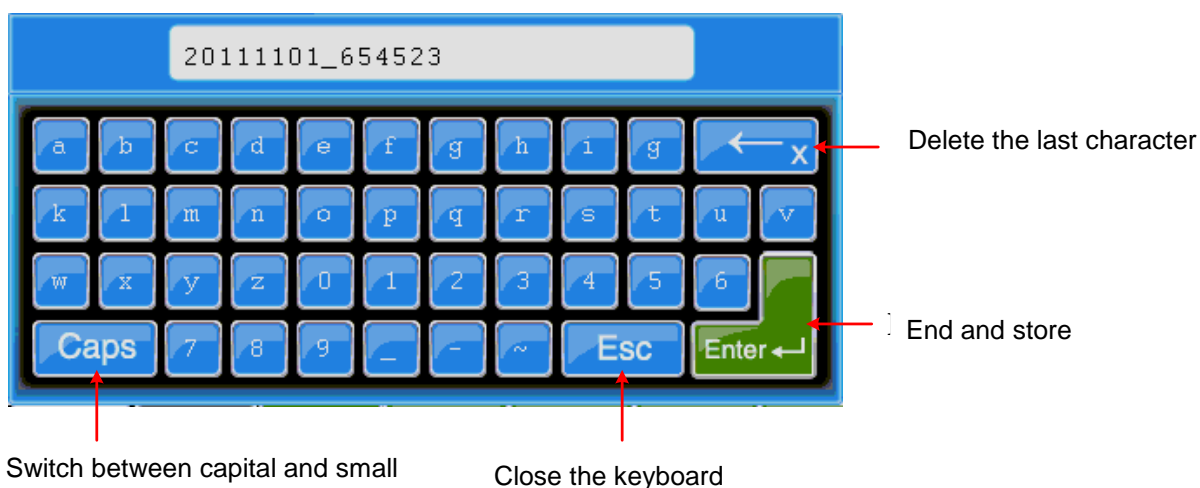 20111101_654523
a b c d e f g h i g x
Delete the last character
k l m n o p q r s t u v
w x y z 0 1 2 3 4 5 6
End and store
Caps 7 8 9 _ - ~ Esc Enter
Switch between capital and small
Close the keyboard